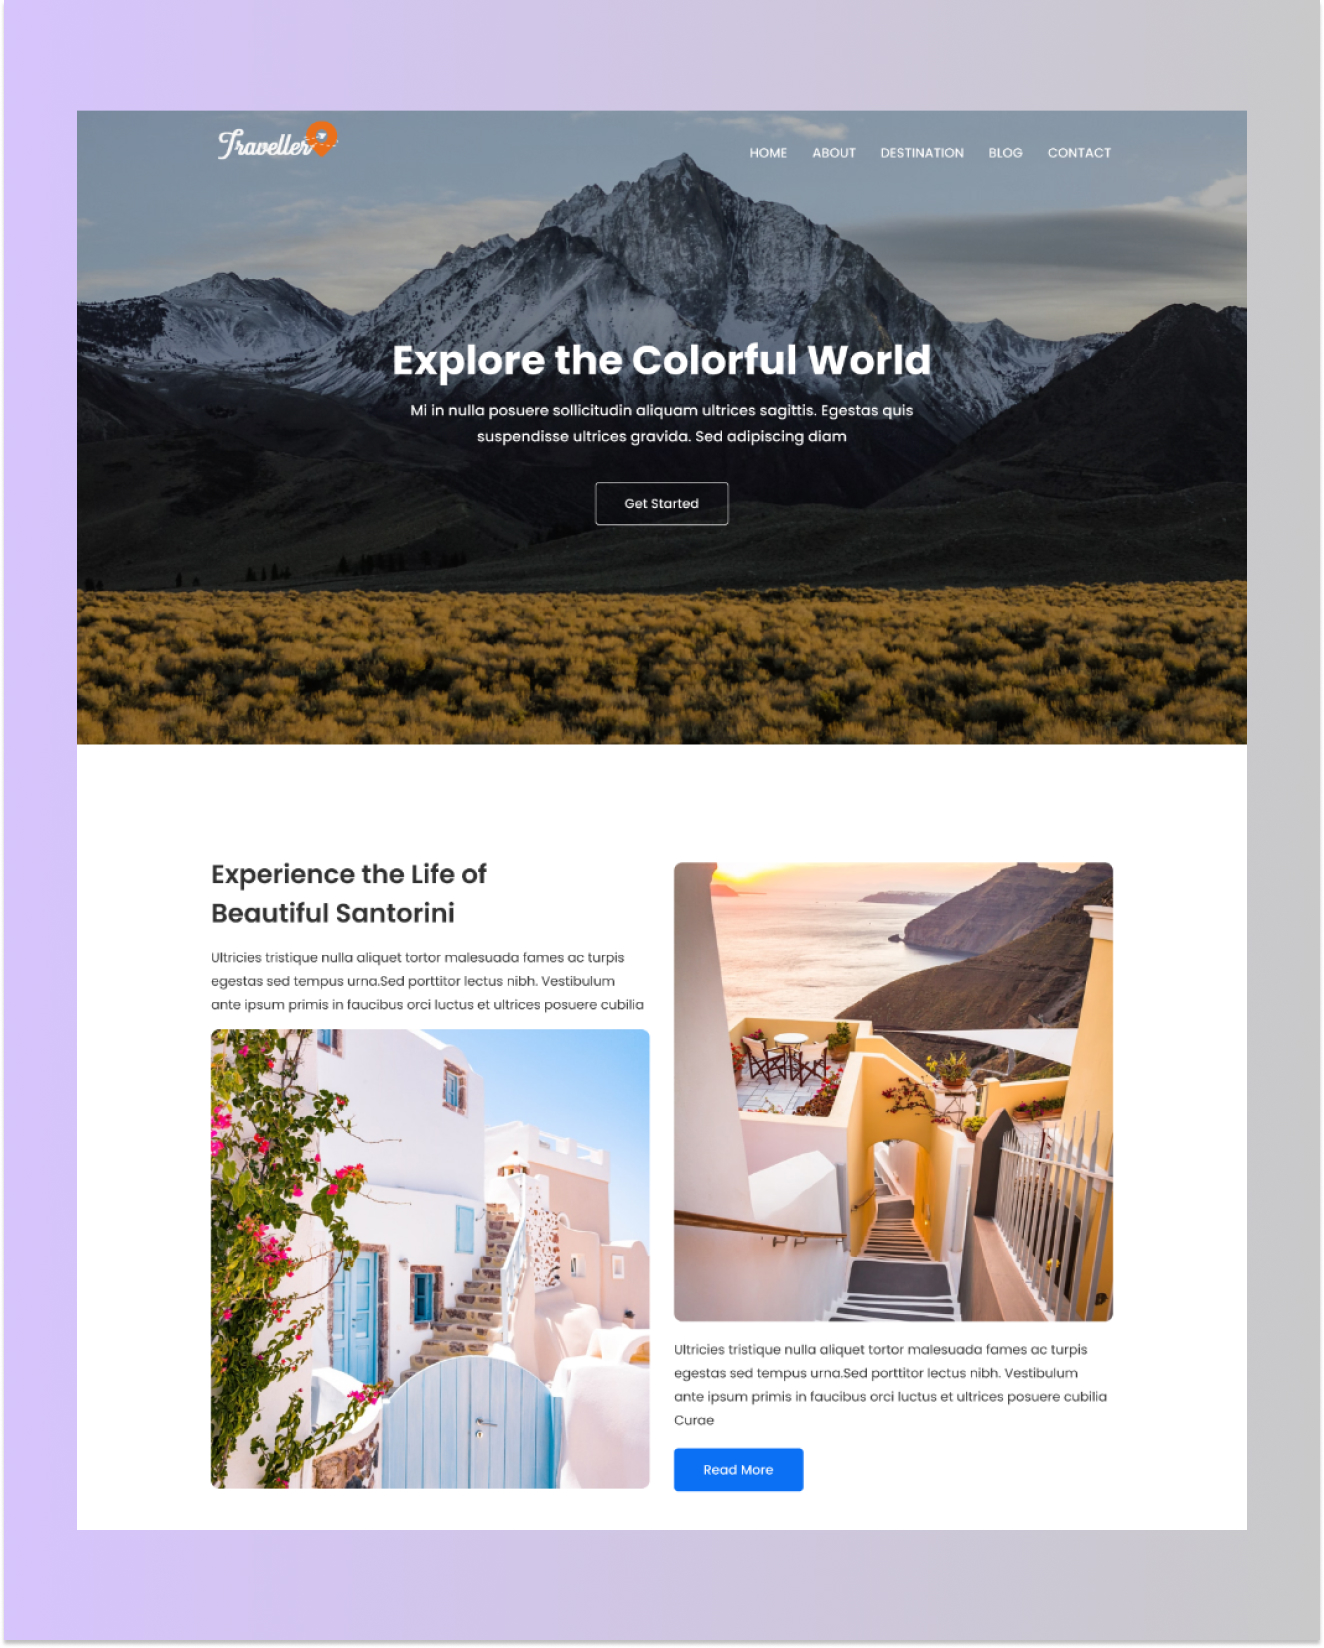 Traveller
HOME ABOUT DESTINATION BLOG CONTACT
Explore the Colorful World
Mi in nulla posuere sollicitudin aliquam ultrices sagittis. Egestas quis
suspendisse ultrices gravida. Sed adipiscing diam
Get Started
Experience the Life of
Beautiful Santorini
Ultricies tristique nulla aliquet tortor malesuada fames ac turpis
egestas sed tempus urna.Sed porttitor lectus nibh. Vestibulum
ante ipsum primis in faucibus orci luctus et ultrices posuere cubilia
Ultricies tristique nulla aliquet tortor malesuada fames ac turpis
egestas sed tempus urna.Sed porttitor lectus nibh. Vestibulum
ante ipsum primis in faucibus orci luctus et ultrices posuere cubilia
Curae
Read More